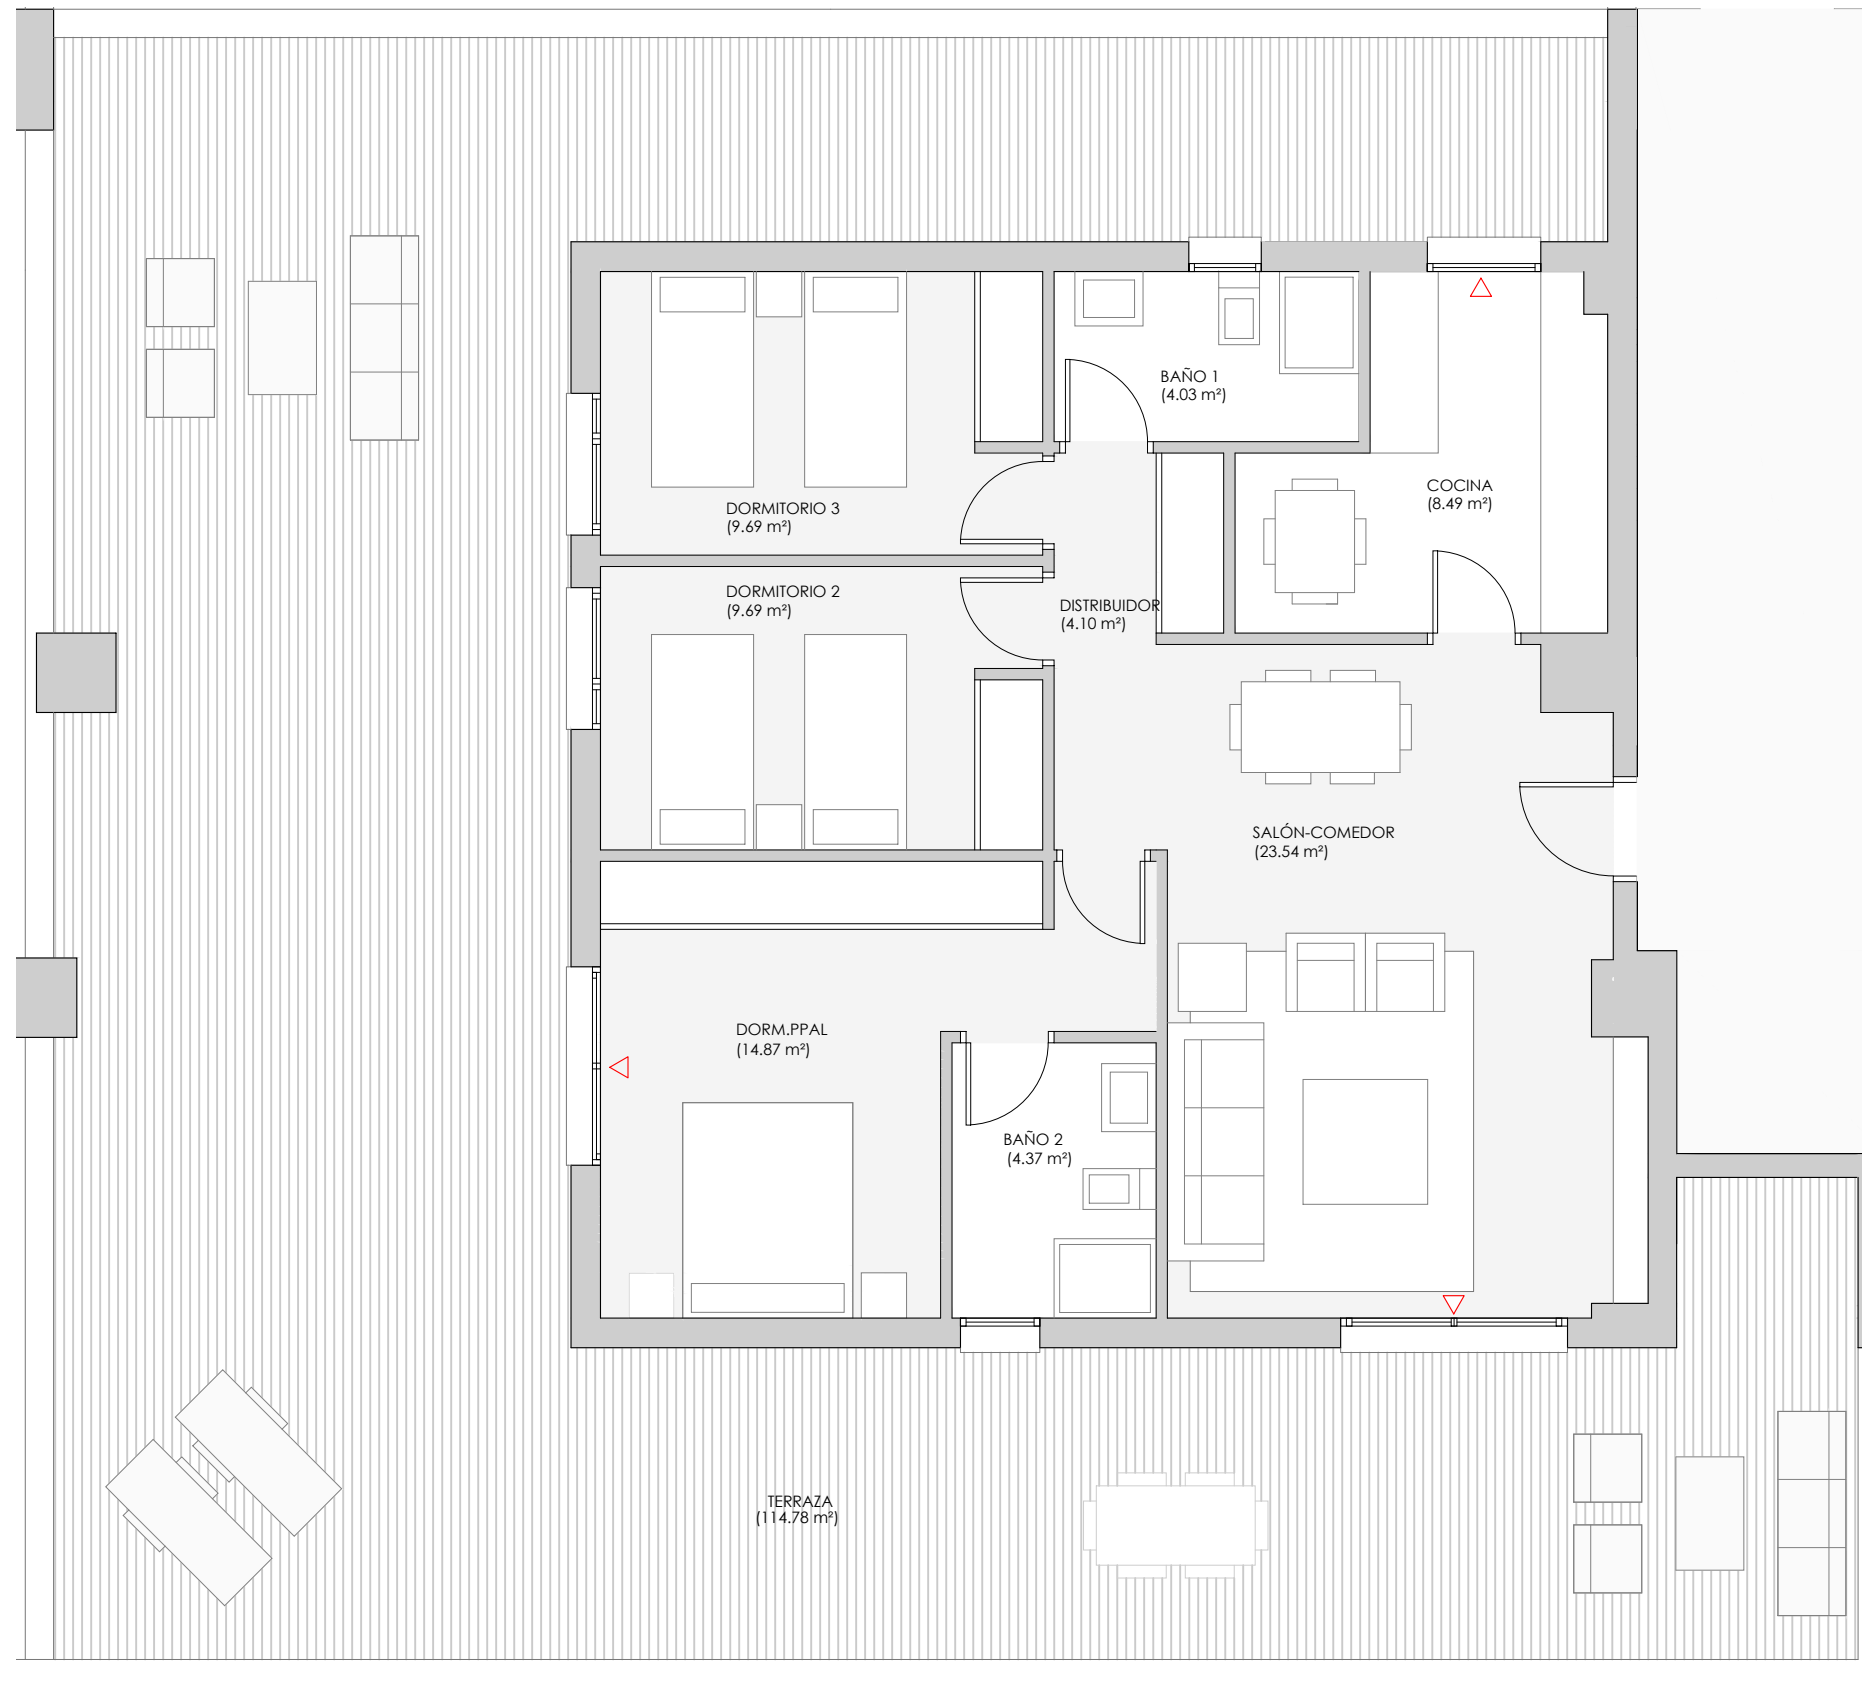 BAÑO 1
(4.03 m²)
COCINA
(8.49 m²)
DORMITORIO 3
(9.69 m²)
DORMITORIO 2
(9.69 m²)
DISTRIBUIDOR
(4.10 m²)
SALÓN-COMEDOR
(23.54 m²)
DORM.PPAL
(14.87 m²)
BAÑO 2
(4.37 m²)
TERRAZA
(114.78 m²)